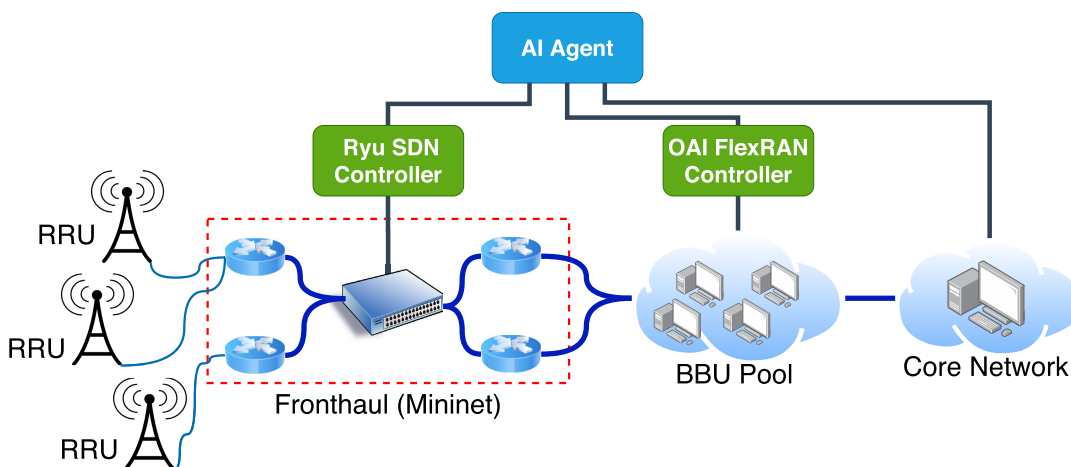 AI Agent
Ryu SDN
Controller
OAI FlexRAN
Controller
RRU
RRU
RRU
Fronthaul (Mininet)
BBU Pool
Core Network